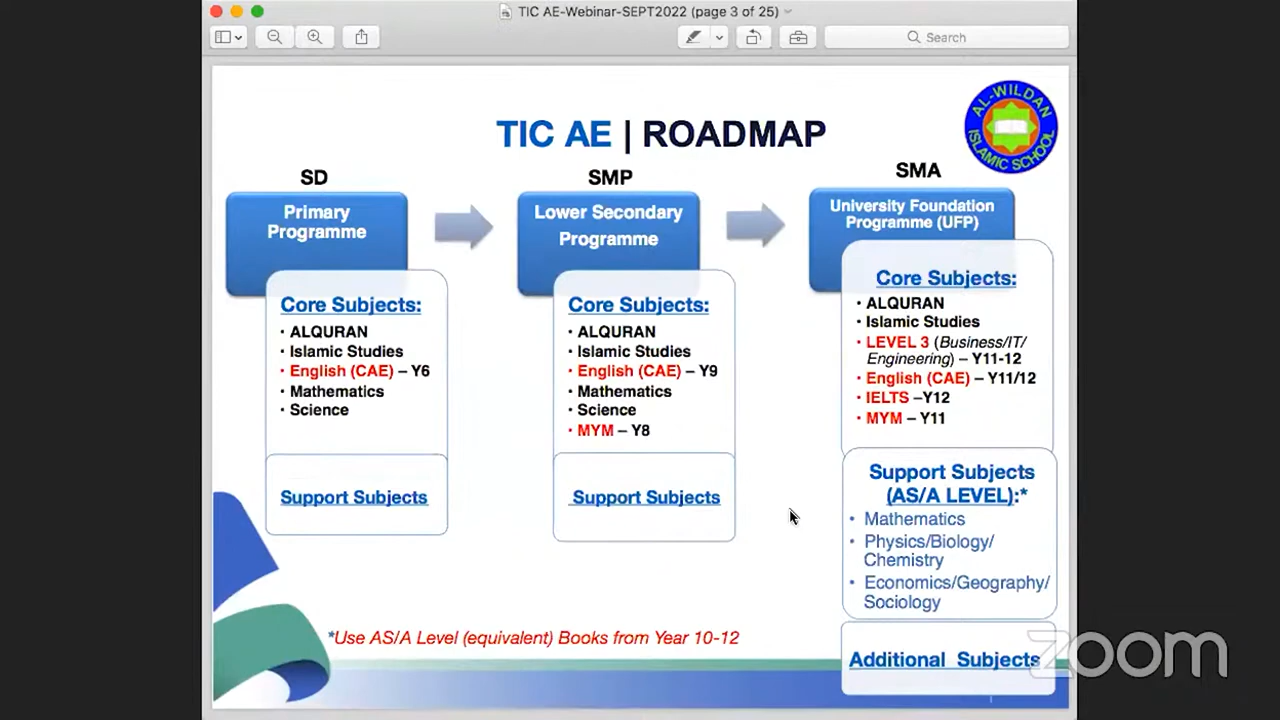 TIC AE-Webinar-SEPT2022 (page 3 of 25)
Search
AL-WILDAN
ISLAMIC SCHOOL
TIC AE | ROADMAP
SD
Primary
Programme
Core Subjects:
• ALQURAN
• Islamic Studies
• English (CAE) – Y6
• Mathematics
• Science
Support Subjects
SMP
Lower Secondary
Programme
Core Subjects:
• ALQURAN
• Islamic Studies
• English (CAE) – Y9
• Mathematics
• Science
• MYM – Y8
Support Subjects
SMA
University Foundation
Programme (UFP)
Core Subjects:
• ALQURAN
• Islamic Studies
• LEVEL 3 (Business/IT/
Engineering) – Y11-12
• English (CAE) – Y11/12
• IELTS –Y12
• MYM – Y11
Support Subjects
(AS/A LEVEL):*
• Mathematics
• Physics/Biology/
Chemistry
• Economics/Geography/
Sociology
Additional Subjects
*Use AS/A Level (equivalent) Books from Year 10-12
zoom